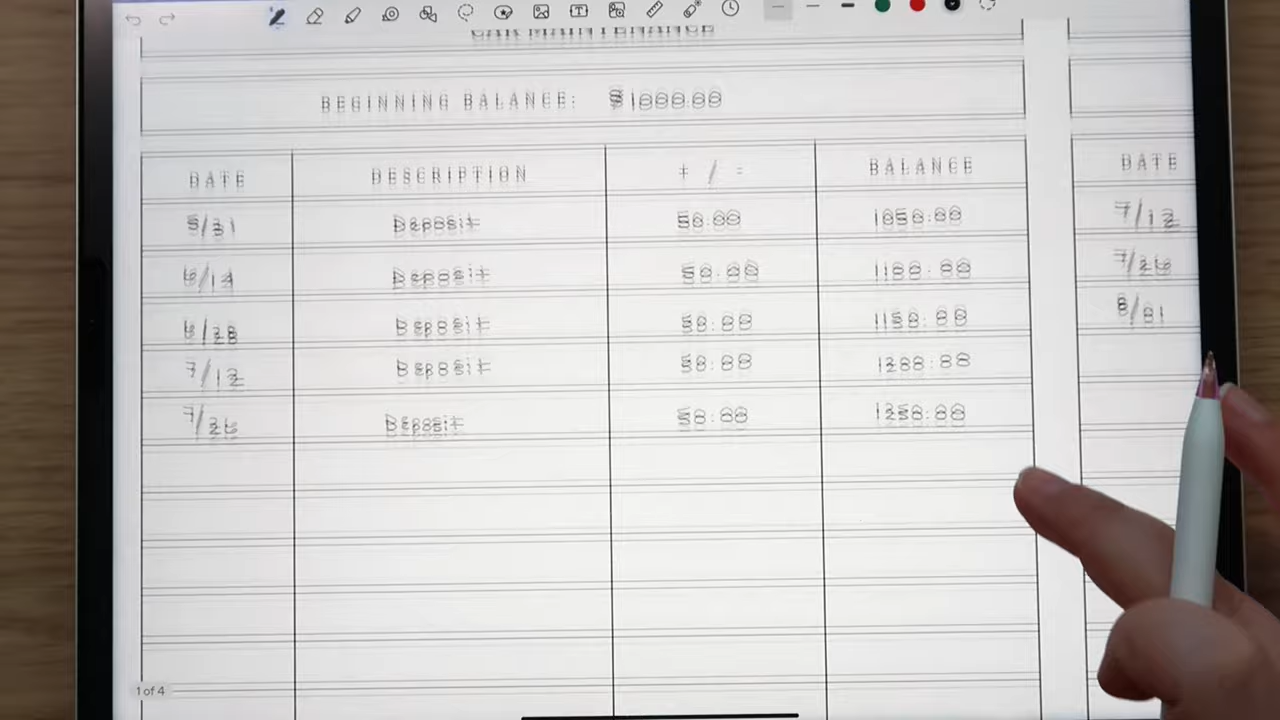 BEGINNING BALANCE: $1000.00
DATE DESCRIPTION + / - BALANCE
5/31 Deposit 50.00 1050.00
6/14 Deposit 50.00 1100.00
6/28 Deposit 50.00 1150.00
7/12 Deposit 50.00 1200.00
7/26 Deposit 50.00 1250.00
DATE
7/12
7/26
1 of 4